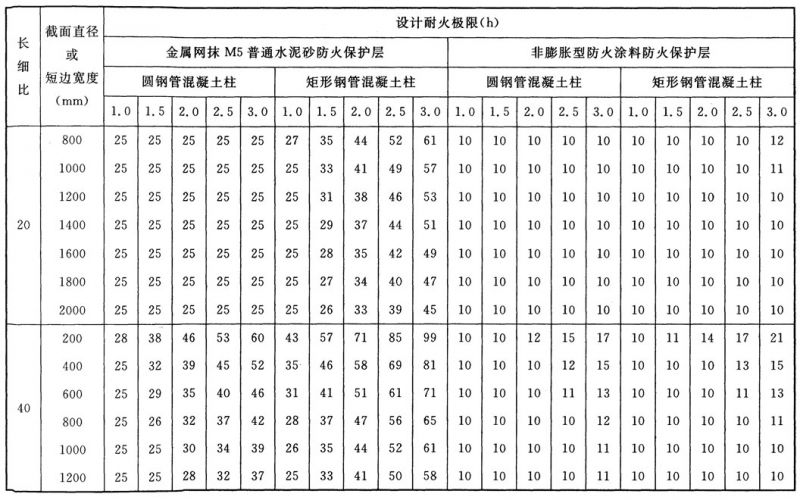 长细比 截面直径或短边宽度(mm) 设计耐火极限(h)
金属网抹 M5 普通水泥砂防火保护层 非膨胀型防火涂料防火保护层
圆钢管混凝土柱 矩形钢管混凝土柱 圆钢管混凝土柱 矩形钢管混凝土柱
1.0 1.5 2.0 2.5 3.0 1.0 1.5 2.0 2.5 3.0 1.0 1.5 2.0 2.5 3.0 1.0 1.5 2.0 2.5 3.0
20
800 25 25 25 25 25 27 35 44 52 61 10 10 10 10 10 10 10 10 10 12
1000 25 25 25 25 25 25 33 41 49 57 10 10 10 10 10 10 10 10 10 11
1200 25 25 25 25 25 25 31 38 46 53 10 10 10 10 10 10 10 10 10 10
1400 25 25 25 25 25 25 29 37 44 51 10 10 10 10 10 10 10 10 10 10
1600 25 25 25 25 25 25 28 35 42 49 10 10 10 10 10 10 10 10 10 10
1800 25 25 25 25 25 25 27 34 40 47 10 10 10 10 10 10 10 10 10 10
2000 25 25 25 25 25 25 26 33 39 45 10 10 10 10 10 10 10 10 10 10
40
200 28 38 46 53 60 43 57 71 85 99 10 10 12 15 17 10 11 14 17 21
400 25 32 39 45 52 35 46 58 69 81 10 10 10 12 15 10 10 10 13 15
600 25 29 35 40 46 31 41 51 61 71 10 10 10 11 13 10 10 10 11 13
800 25 26 32 37 42 28 37 47 56 65 10 10 10 10 12 10 10 10 10 11
1000 25 25 30 34 39 26 35 44 52 61 10 10 10 10 11 10 10 10 10 10
1200 25 25 28 32 37 25 33 41 50 58 10 10 10 10 11 10 10 10 10 10